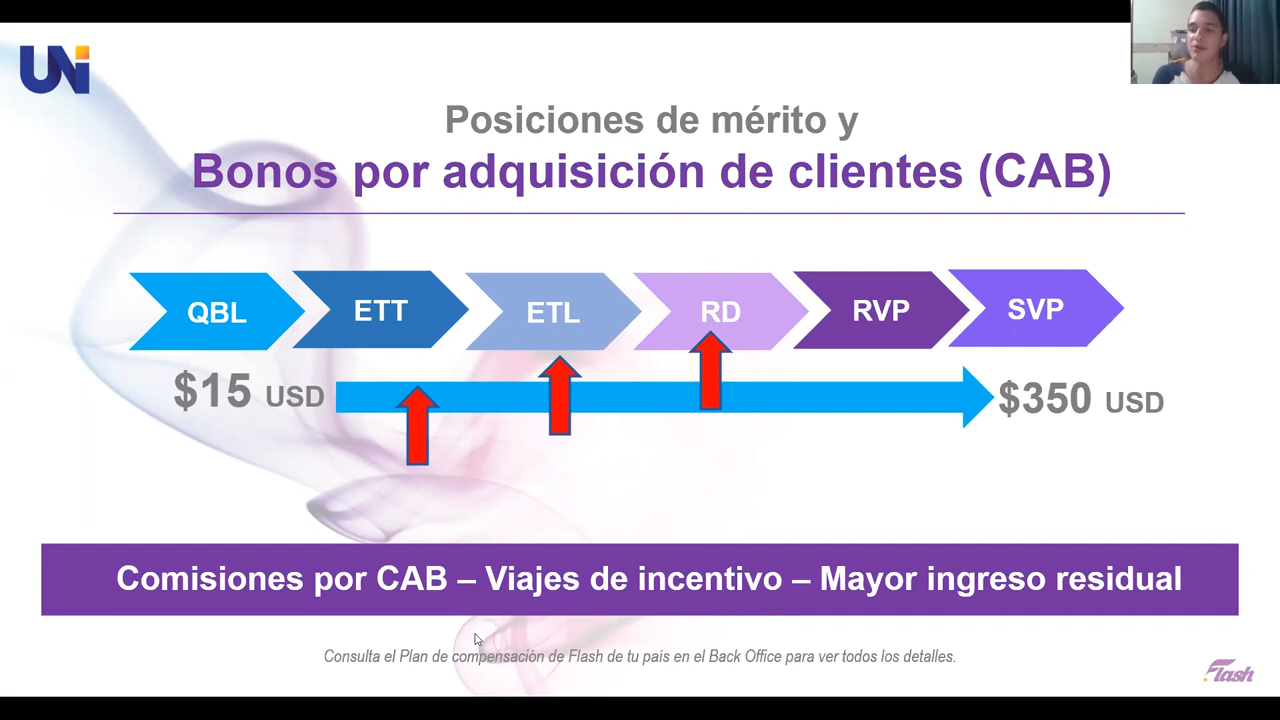 UNi
Posiciones de mérito y
Bonos por adquisición de clientes (CAB)
QBL
ETT
ETL
RD
RVP
SVP
$15 USD
$350 USD
Comisiones por CAB – Viajes de incentivo – Mayor ingreso residual
Consulta el Plan de compensación de Flash de tu país en el Back Office para ver todos los detalles.
Flash